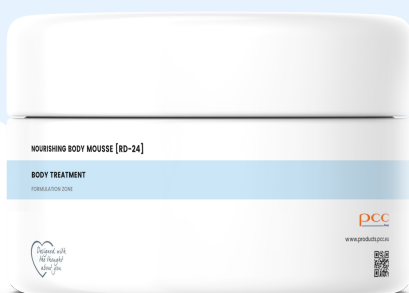 NOURISHING BODY MOUSSE [RD-24]
BODY TREATMENT
FORMULATION ZONE
pcc
www.products.pcc.eu
Designed with
the thought
about you